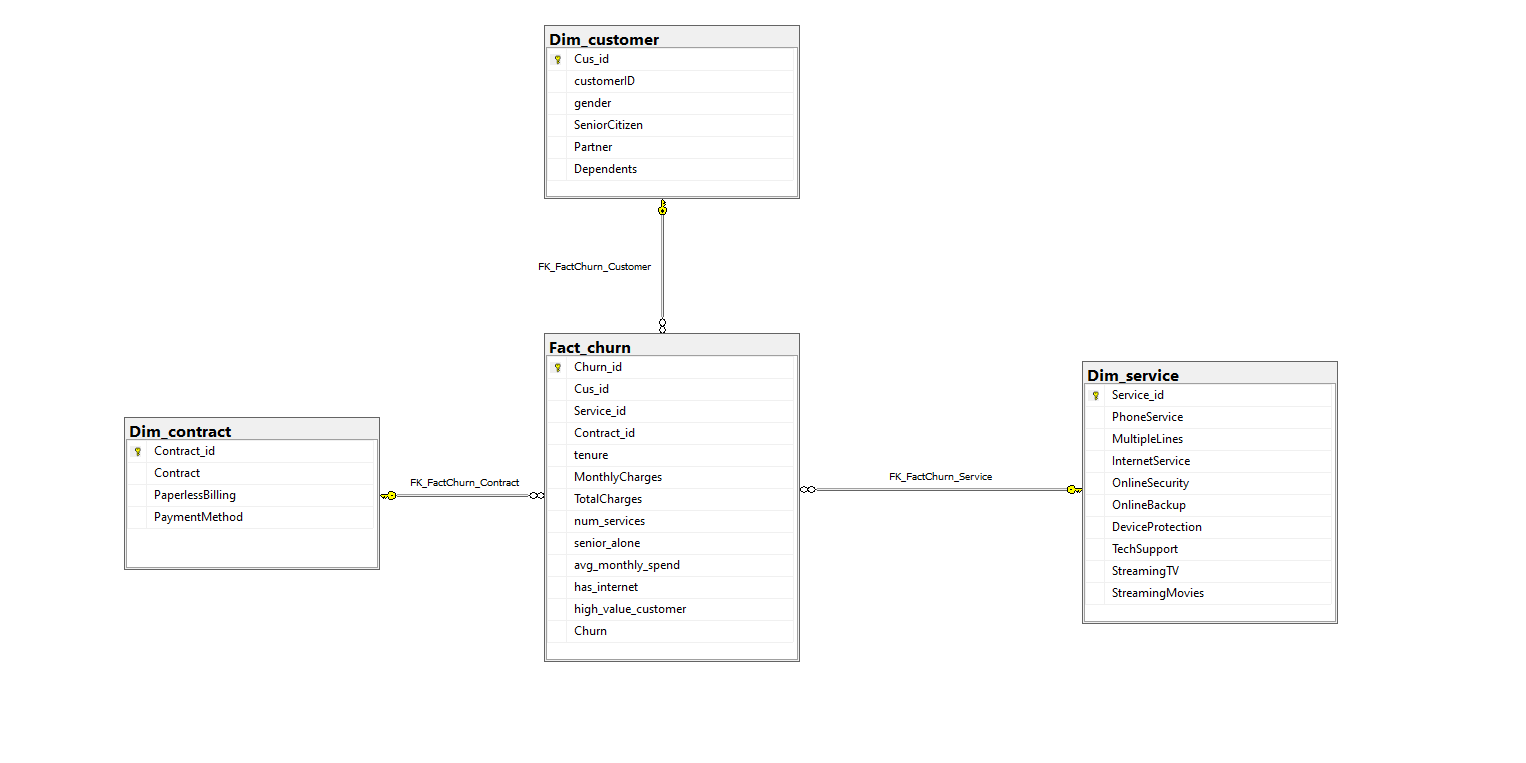 Dim_customer
Cus_id
customerID
gender
SeniorCitizen
Partner
Dependents
FK_FactChurn_Customer
Fact_churn
Churn_id
Cus_id
Service_id
Contract_id
tenure
MonthlyCharges
TotalCharges
num_services
senior_alone
avg_monthly_spend
has_internet
high_value_customer
Churn
Dim_contract
Contract_id
Contract
PaperlessBilling
PaymentMethod
FK_FactChurn_Contract
FK_FactChurn_Service
Dim_service
Service_id
PhoneService
MultipleLines
InternetService
OnlineSecurity
OnlineBackup
DeviceProtection
TechSupport
StreamingTV
StreamingMovies